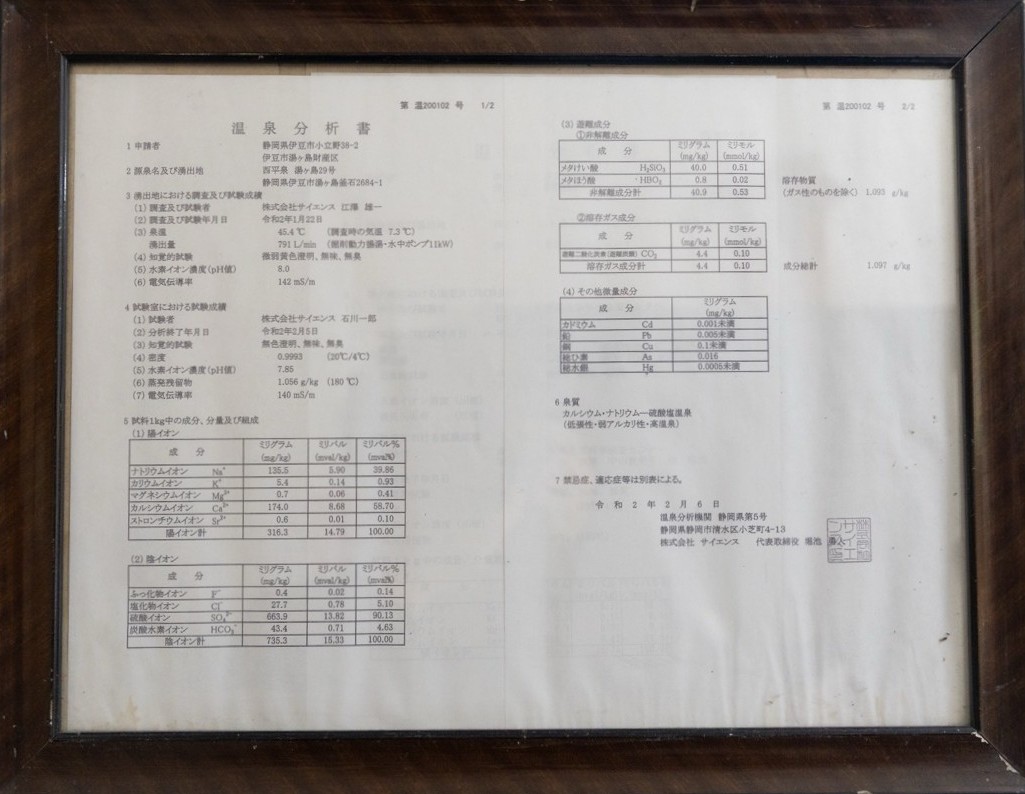 第 温200102 号 1/2
温 泉 分 析 書
1 申請者 静岡県伊豆市小立野38-2
伊豆市湯ヶ島財産区
2 源泉名及び湧出地 西平泉 湯ヶ島29号
静岡県伊豆市湯ヶ島釜石2684-1
3 湧出地における調査及び試験成績
(1) 調査及び試験者 株式会社サイエンス 江澤 雄一
(2) 調査及び試験年月日 令和2年1月22日
(3) 泉温 45.4 ℃ (調査時の気温 7.3 ℃)
湧出量 791 L/min (掘削動力揚湯・水中ポンプ11kW)
(4) 知覚的試験 微弱黄色澄明、無味、無臭
(5) 水素イオン濃度(pH値) 8.0
(6) 電気伝導率 142 mS/m
4 試験室における試験成績
(1) 試験者 株式会社サイエンス 石川一郎
(2) 分析終了年月日 令和2年2月5日
(3) 知覚的試験 無色澄明、無味、無臭
(4) 密度 0.9993 (20℃/4℃)
(5) 水素イオン濃度(pH値) 7.85
(6) 蒸発残留物 1.056 g/kg (180 ℃)
(7) 電気伝導率 140 mS/m
5 試料1kg中の成分、分量及び組成
(1) 陽イオン
成 分 ミリグラム (mg/kg) ミリバル (mval/kg) ミリバル% (mval%)
ナトリウムイオン Na⁺ 135.5 5.90 39.86
カリウムイオン K⁺ 5.4 0.14 0.93
マグネシウムイオン Mg²⁺ 0.7 0.06 0.41
カルシウムイオン Ca²⁺ 174.0 8.68 58.70
ストロンチウムイオン Sr²⁺ 0.6 0.01 0.10
陽イオン計 316.3 14.79 100.00
(2) 陰イオン
成 分 ミリグラム (mg/kg) ミリバル (mval/kg) ミリバル% (mval%)
ふっ化物イオン F⁻ 0.4 0.02 0.14
塩化物イオン Cl⁻ 27.7 0.78 5.10
硫酸イオン SO₄²⁻ 663.9 13.82 90.13
炭酸水素イオン HCO₃⁻ 43.4 0.71 4.63
陰イオン計 735.3 15.33 100.00
第 温200102 号 2/2
(3) 遊離成分
①非解離成分
成 分 ミリグラム (mg/kg) ミリモル (mmol/kg)
メタけい酸 H₂SiO₃ 40.0 0.51
メタほう酸 HBO₂ 0.8 0.02
非解離成分計 40.9 0.53
溶存物質
(ガス性のものを除く) 1.093 g/kg
②溶存ガス成分
成 分 ミリグラム (mg/kg) ミリモル (mmol/kg)
遊離二酸化炭素(遊離炭酸) CO₂ 4.4 0.10
溶存ガス成分計 4.4 0.10
成分総計 1.097 g/kg
(4) その他微量成分
成 分 ミリグラム (mg/kg)
カドミウム Cd 0.001未満
鉛 Pb 0.005未満
銅 Cu 0.1未満
総ひ素 As 0.016
総水銀 Hg 0.0005未満
6 泉質
カルシウム・ナトリウム―硫酸塩温泉
(低張性・弱アルカリ性・高温泉)
7 禁忌症、適応症等は別表による。
令 和 2 年 2 月 6 日
温泉分析機関 静岡県第5号
静岡県静岡市清水区小芝町4-13
株式会社 サイエンス 代表取締役 堀池